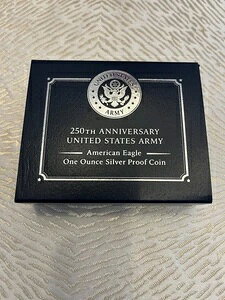 UNITED STATES
ARMY
250TH ANNIVERSARY
UNITED STATES ARMY
American Eagle
One Ounce Silver Proof Coin